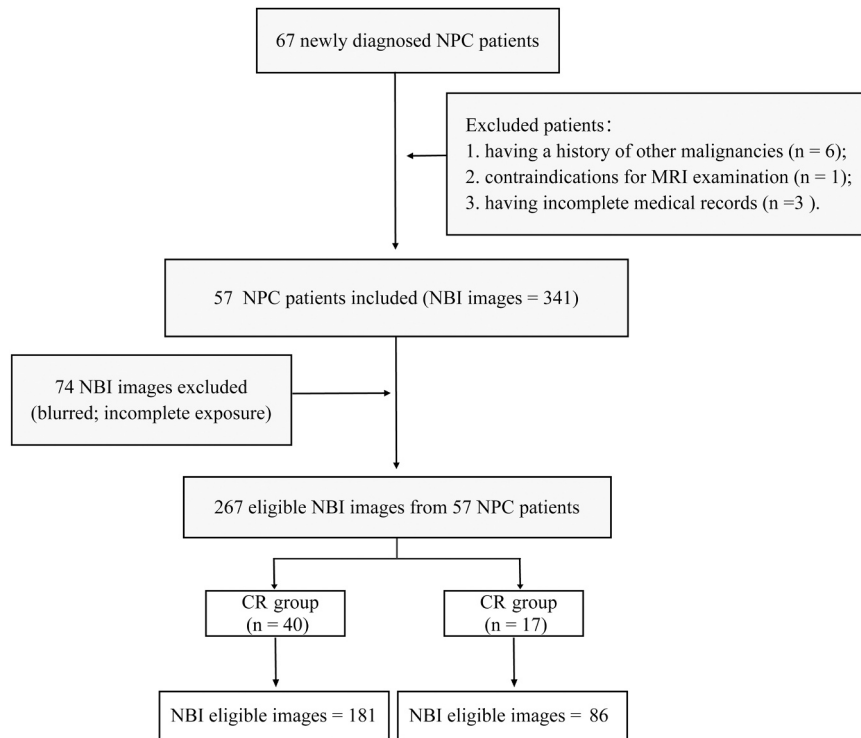 67 newly diagnosed NPC patients
Excluded patients：
1. having a history of other malignancies (n = 6);
2. contraindications for MRI examination (n = 1);
3. having incomplete medical records (n =3 ).
57 NPC patients included (NBI images = 341)
74 NBI images excluded
(blurred; incomplete exposure)
267 eligible NBI images from 57 NPC patients
CR group
(n = 40)
CR group
(n = 17)
NBI eligible images = 181
NBI eligible images = 86